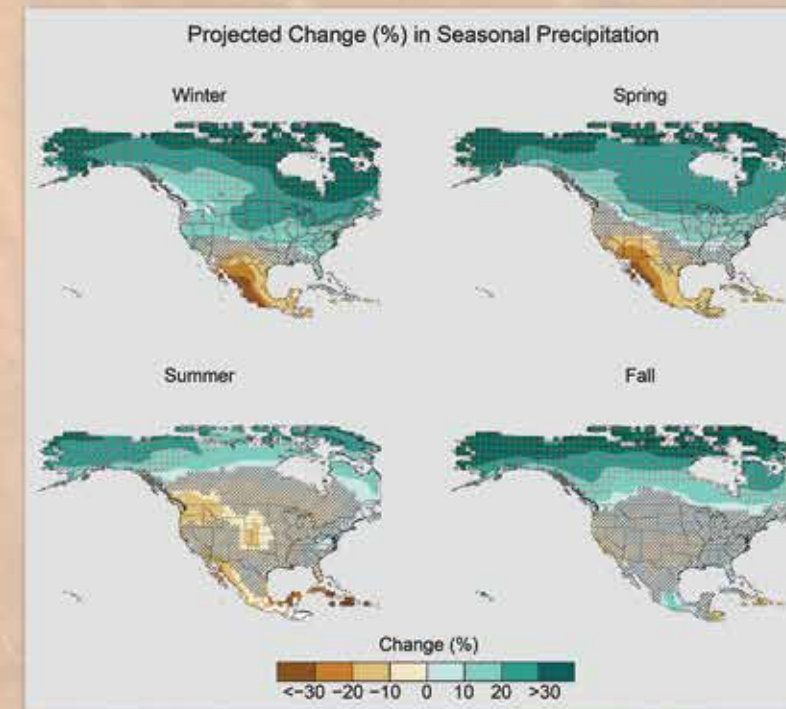 Projected Change (%) in Seasonal Precipitation
Winter
Spring
Summer
Fall
Change (%)
<−30 −20 −10 0 10 20 >30